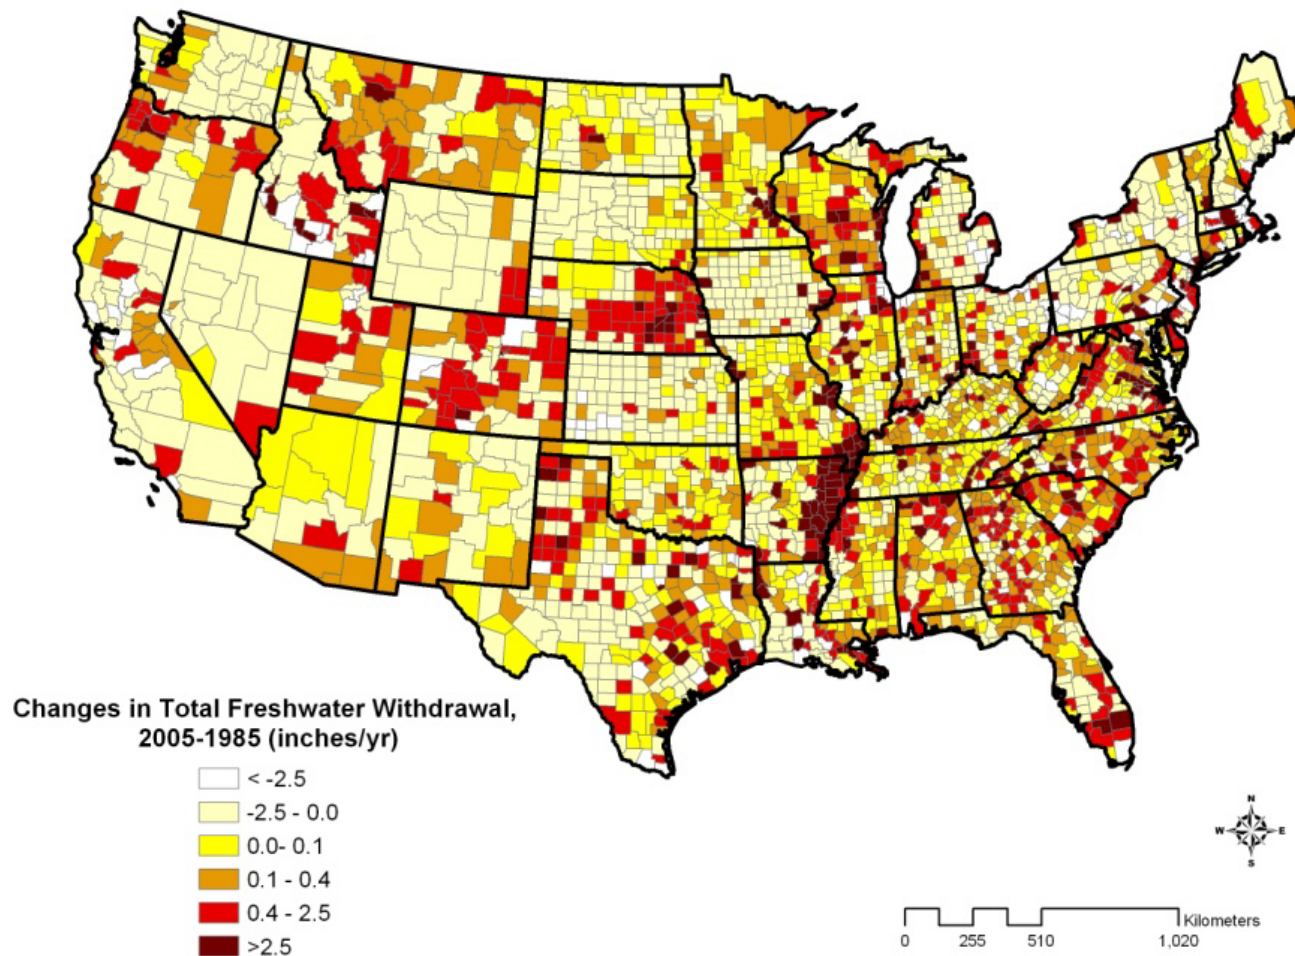 Changes in Total Freshwater Withdrawal,
2005-1985 (inches/yr)
< -2.5
-2.5 - 0.0
0.0- 0.1
0.1 - 0.4
0.4 - 2.5
>2.5
N
W E
S
Kilometers
0 255 510 1,020